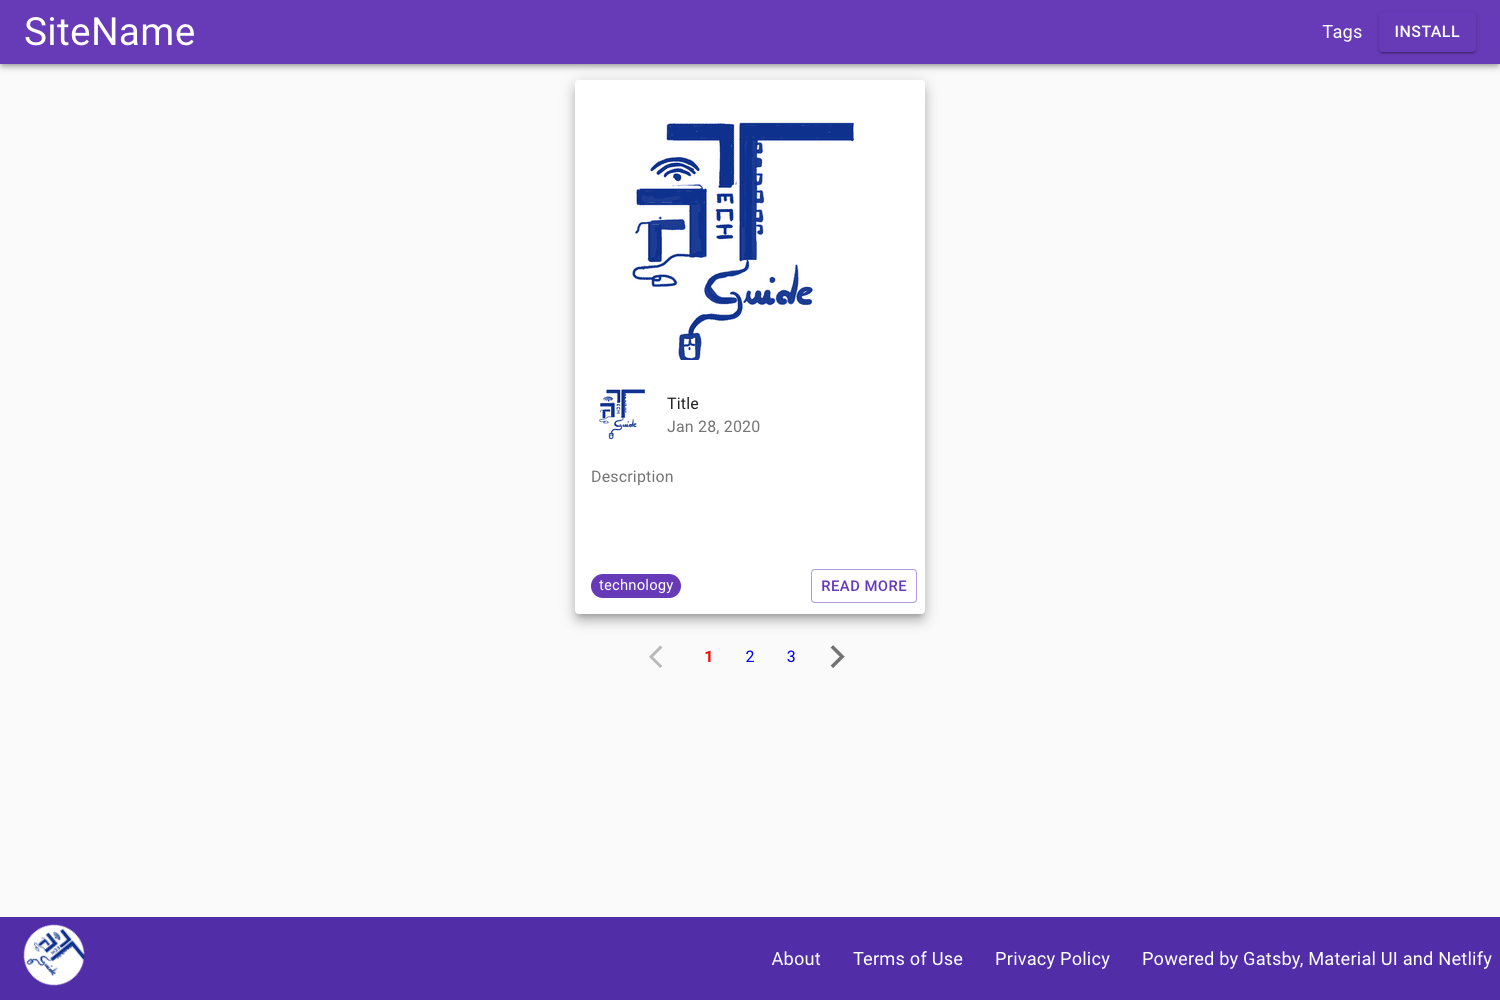 SiteName
Tags
INSTALL
TECH
Guide
Title
Jan 28, 2020
Description
technology
READ MORE
1
2
3
About
Terms of Use
Privacy Policy
Powered by Gatsby, Material UI and Netlify